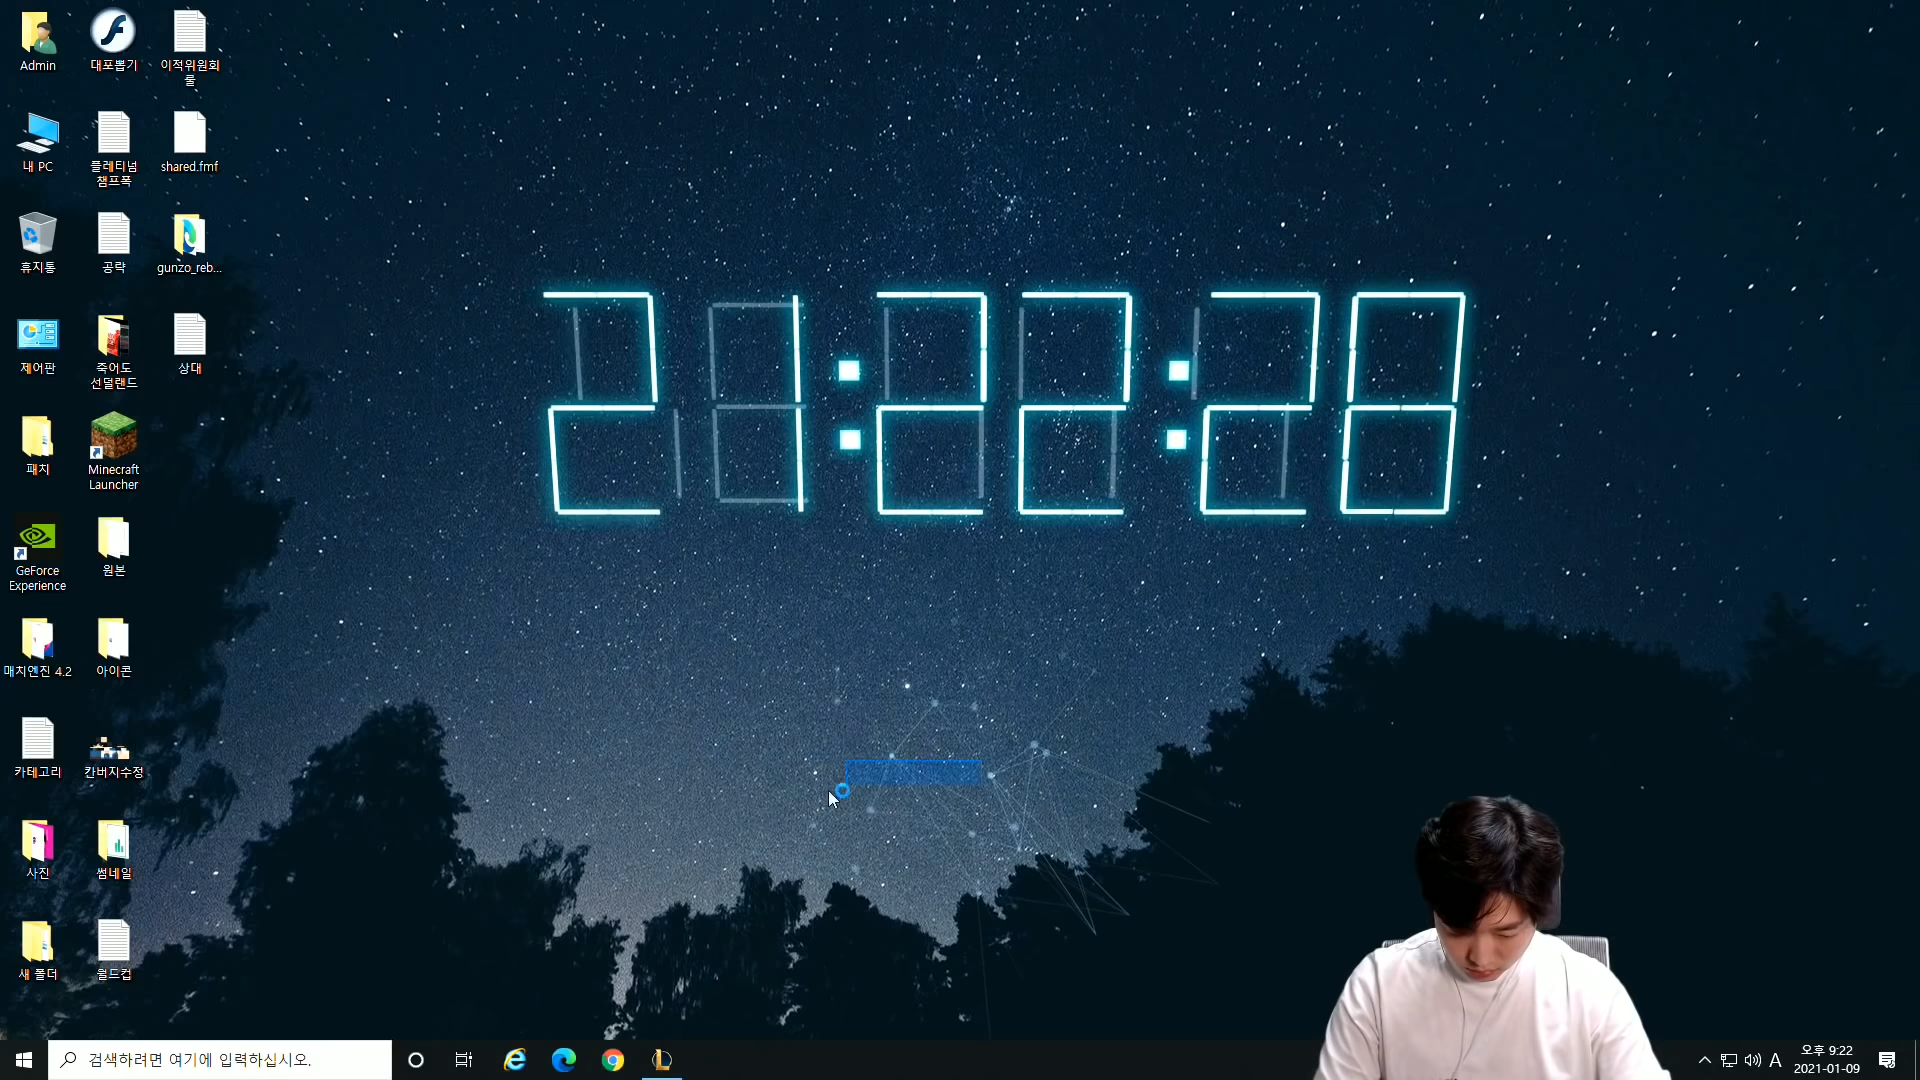 Admin
대포뽑기
이적위원회
룰
내 PC
플레티넘
챔프폭
shared.fmf
휴지통
공략
gunzo_reb...
제어판
죽어도
선덜랜드
상대
패치
Minecraft
Launcher
GeForce
Experience
원본
매치엔진 4.2
아이콘
카테고리
칸버지수정
사진
썸네일
새 폴더
월드컵
21:22:28
검색하려면 여기에 입력하십시오.
A
오후 9:22
2021-01-09